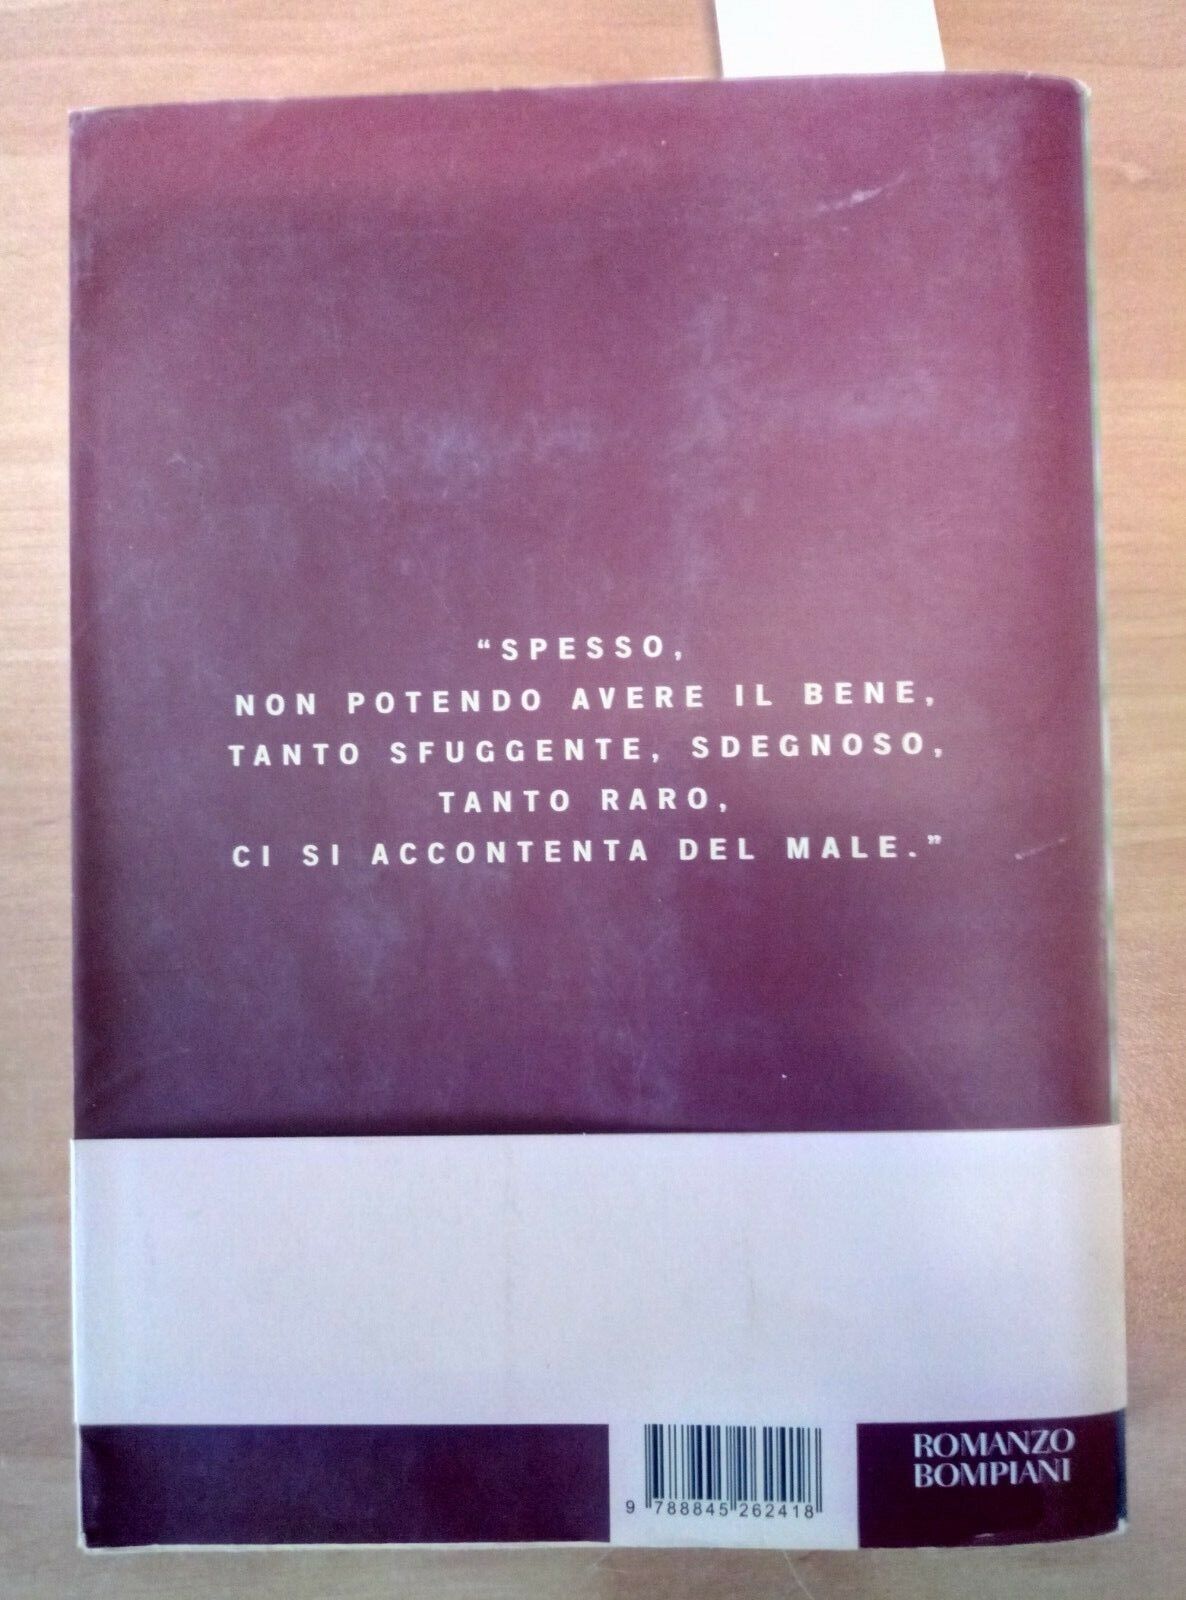 “SPESSO,
NON POTENDO AVERE IL BENE,
TANTO SFUGGENTE, SDEGNOSO,
TANTO RARO,
CI SI ACCONTENTA DEL MALE.”
9 788845 262418
ROMANZO
BOMPIANI